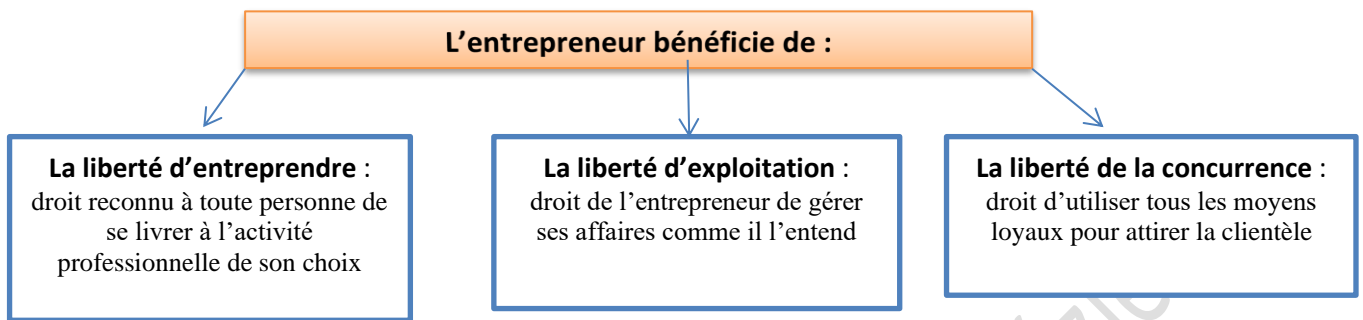 L’entrepreneur bénéficie de :
La liberté d’entreprendre :
droit reconnu à toute personne de
se livrer à l’activité
professionnelle de son choix
La liberté d’exploitation :
droit de l’entrepreneur de gérer
ses affaires comme il l’entend
La liberté de la concurrence :
droit d’utiliser tous les moyens
loyaux pour attirer la clientèle